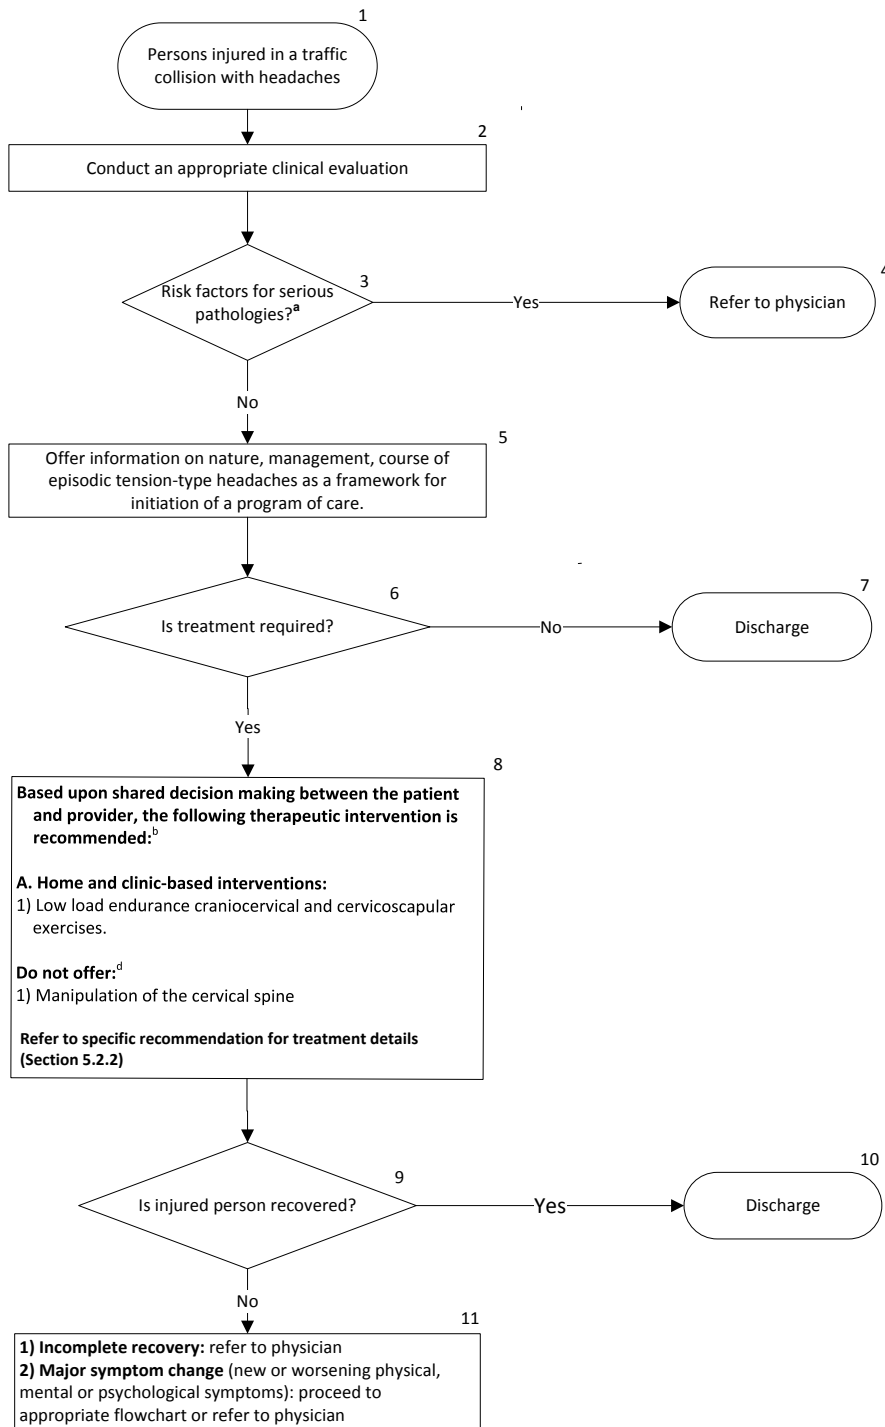 1
Persons injured in a traffic
collision with headaches
2
Conduct an appropriate clinical evaluation
3
Risk factors for serious
pathologies?a
Yes
4
Refer to physician
No
5
Offer information on nature, management, course of
episodic tension-type headaches as a framework for
initiation of a program of care.
6
Is treatment required?
No
7
Discharge
Yes
8
Based upon shared decision making between the patient
and provider, the following therapeutic intervention is
recommended:b
A. Home and clinic-based interventions:
1) Low load endurance craniocervical and cervicoscapular
exercises.
Do not offer:d
1) Manipulation of the cervical spine
Refer to specific recommendation for treatment details
(Section 5.2.2)
9
Is injured person recovered?
Yes
10
Discharge
No
11
1) Incomplete recovery: refer to physician
2) Major symptom change (new or worsening physical,
mental or psychological symptoms): proceed to
appropriate flowchart or refer to physician